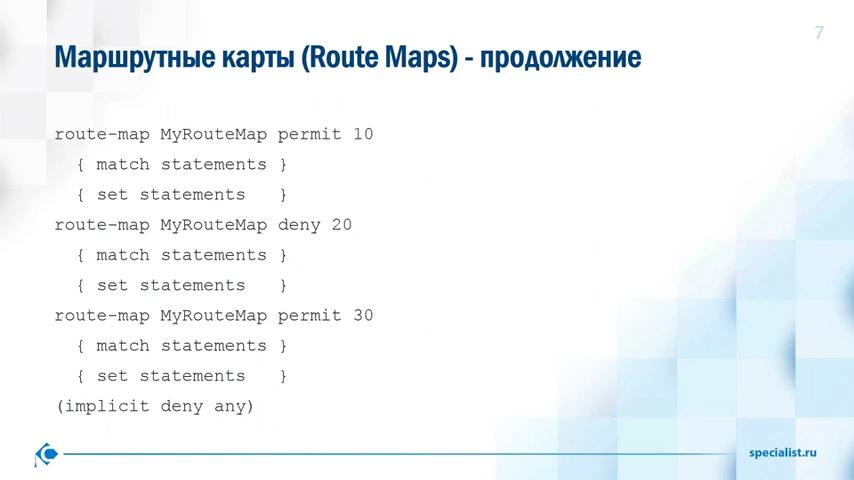 7
Маршрутные карты (Route Maps) - продолжение
route-map MyRouteMap permit 10
{ match statements }
{ set statements }
route-map MyRouteMap deny 20
{ match statements }
{ set statements }
route-map MyRouteMap permit 30
{ match statements }
{ set statements }
(implicit deny any)
specialist.ru